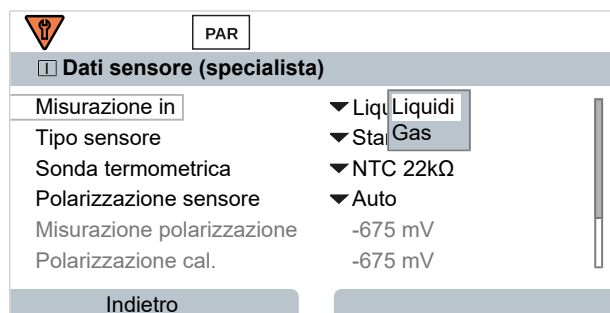 PAR
Dati sensore (specialista)
Misurazione in Liqu Liquidi
Tipo sensore Sta Gas
Sonda termometrica NTC 22kΩ
Polarizzazione sensore Auto
Misurazione polarizzazione -675 mV
Polarizzazione cal. -675 mV
Indietro